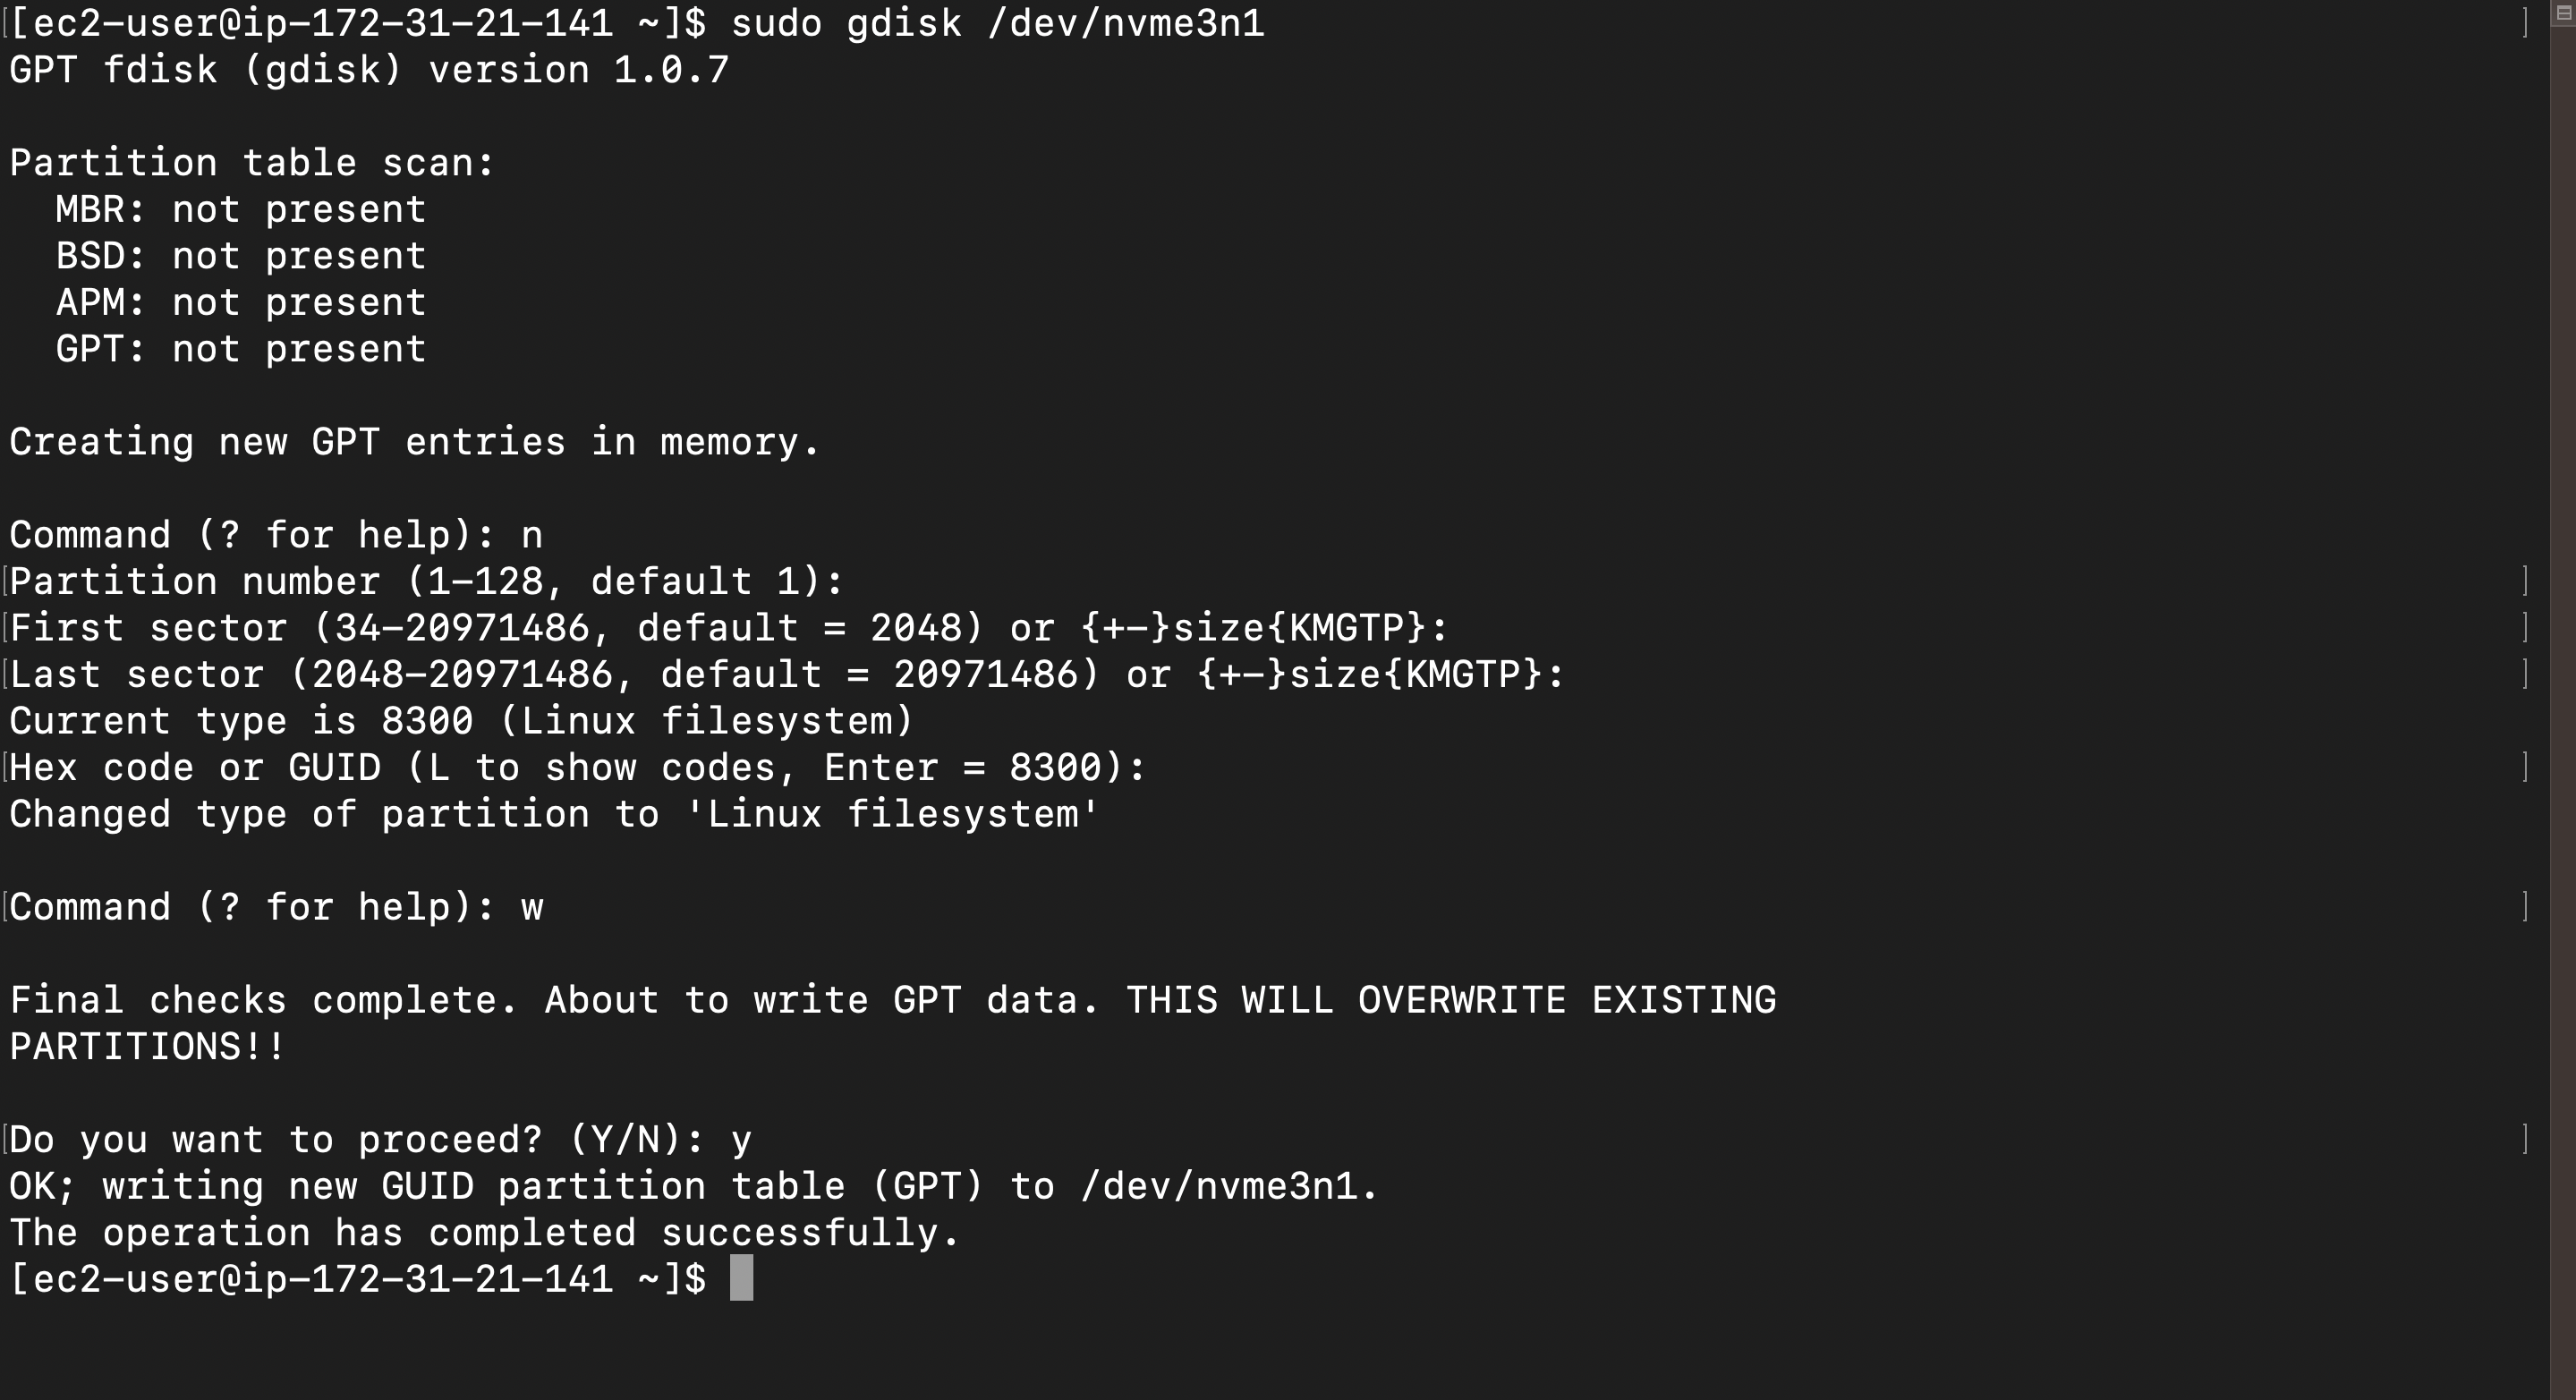 [ec2-user@ip-172-31-21-141 ~]$ sudo gdisk /dev/nvme3n1
GPT fdisk (gdisk) version 1.0.7

Partition table scan:
  MBR: not present
  BSD: not present
  APM: not present
  GPT: not present

Creating new GPT entries in memory.

Command (? for help): n
Partition number (1-128, default 1):
First sector (34-20971486, default = 2048) or {+-}size{KMGTP}:
Last sector (2048-20971486, default = 20971486) or {+-}size{KMGTP}:
Current type is 8300 (Linux filesystem)
Hex code or GUID (L to show codes, Enter = 8300):
Changed type of partition to 'Linux filesystem'

Command (? for help): w

Final checks complete. About to write GPT data. THIS WILL OVERWRITE EXISTING
PARTITIONS!!

Do you want to proceed? (Y/N): y
OK; writing new GUID partition table (GPT) to /dev/nvme3n1.
The operation has completed successfully.
[ec2-user@ip-172-31-21-141 ~]$